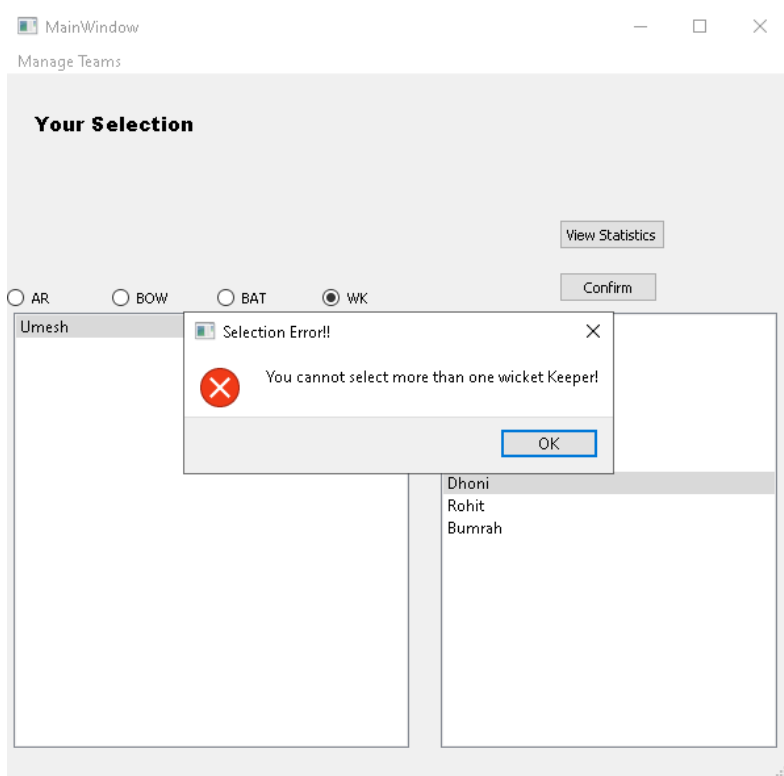 MainWindow
Manage Teams
Your Selection
View Statistics
Confirm
AR BOW BAT WK
Umesh
Selection Error!!
You cannot select more than one wicket Keeper!
OK
Dhoni
Rohit
Bumrah